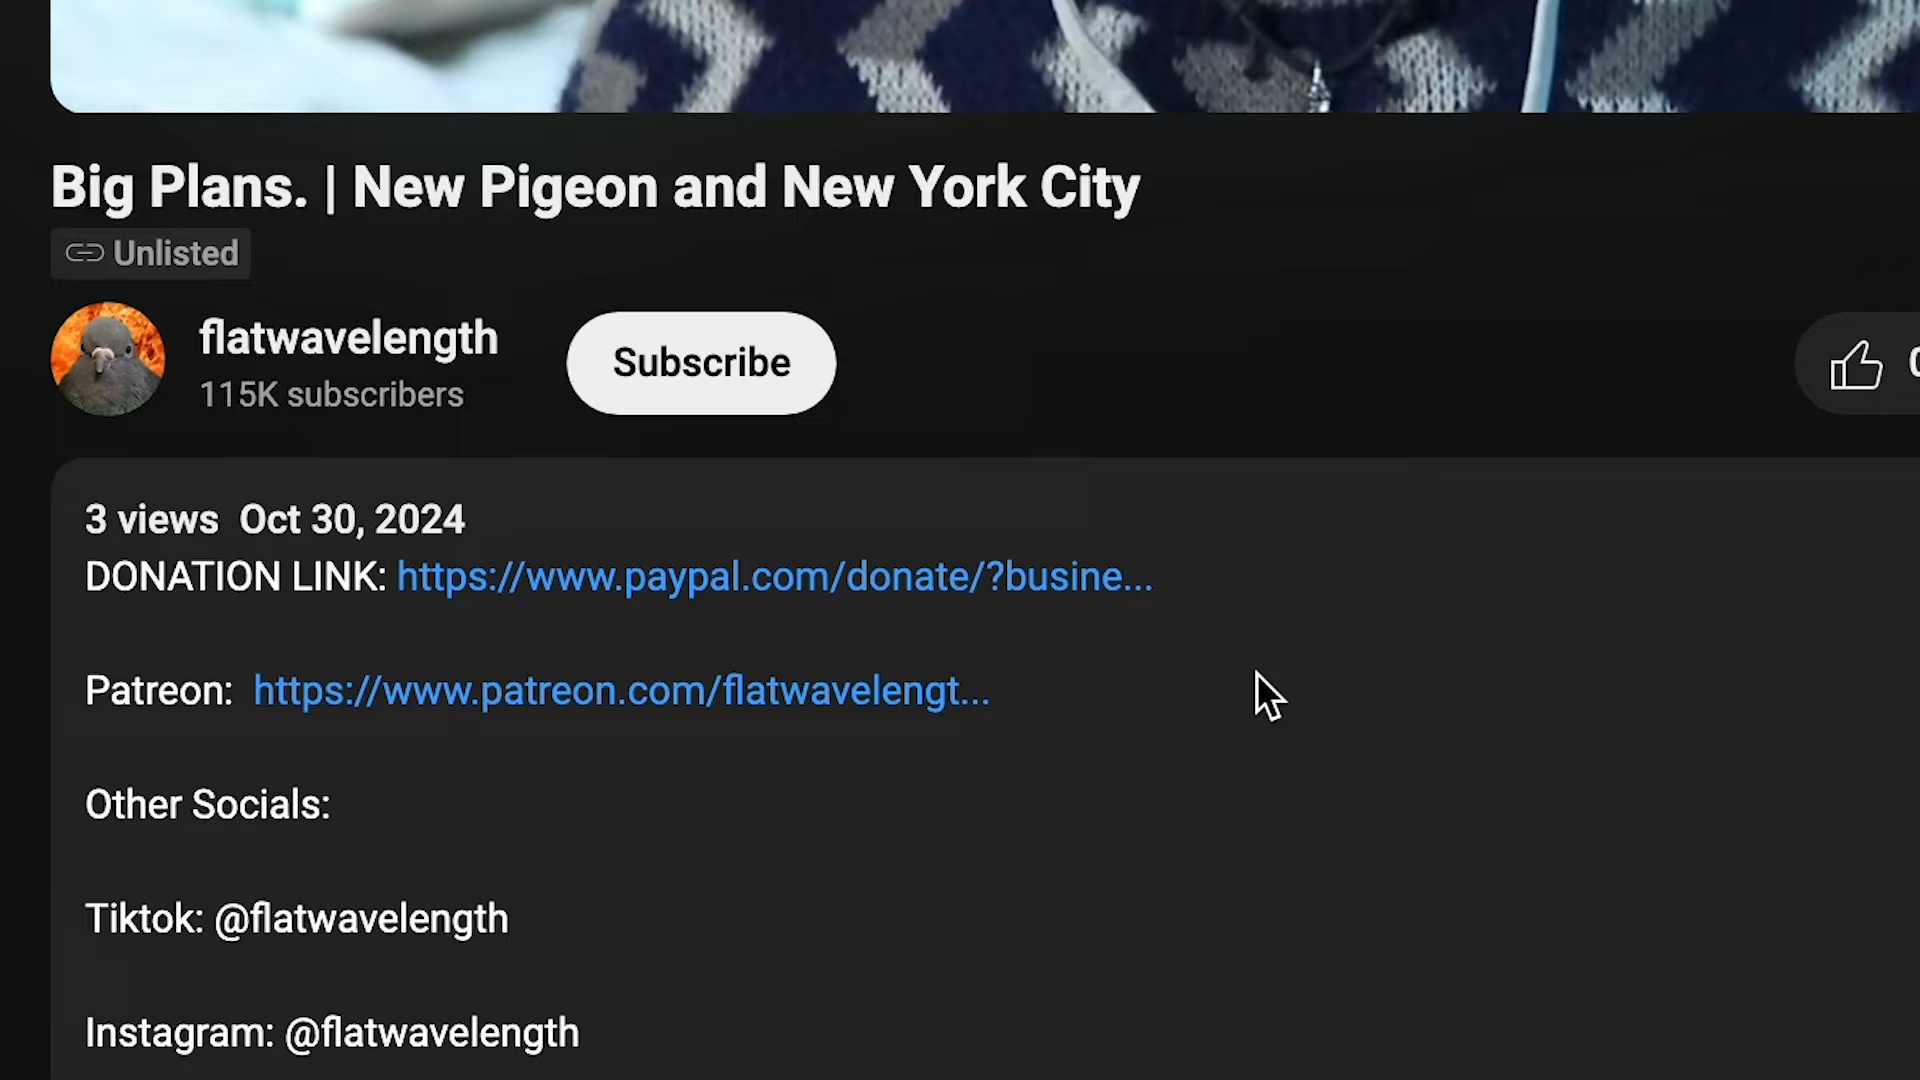 Big Plans. | New Pigeon and New York City
Unlisted
flatwavelength
115K subscribers
Subscribe
3 views  Oct 30, 2024
DONATION LINK: https://www.paypal.com/donate/?busine...
Patreon:  https://www.patreon.com/flatwavelengt...
Other Socials:
Tiktok: @flatwavelength
Instagram: @flatwavelength